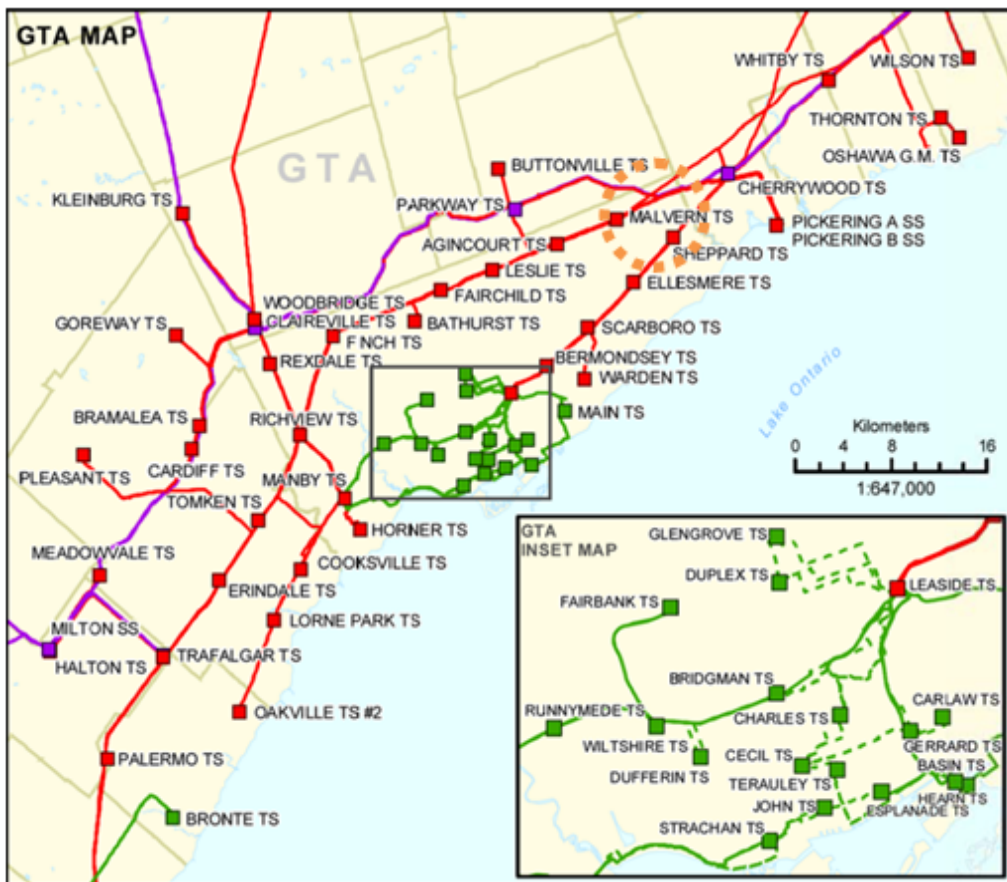 GTA MAP
GTA
WHITBY TS
WILSON TS
THORNTON TS
OSHAWA G.M. TS
BUTTONVILLE TS
CHERRYWOOD TS
KLEINBURG TS
PARKWAY TS
MALVERN TS
PICKERING A SS
PICKERING B SS
AGINCOURT TS
SHEPPARD TS
LESLIE TS
ELLESMERE TS
FAIRCHILD TS
WOODBRIDGE TS
CLAIREVILLE TS
GOREWAY TS
BATHURST TS
SCARBORO TS
FINCH TS
REXDALE TS
BERMONDSEY TS
WARDEN TS
Lake Ontario
MAIN TS
BRAMALEA TS
RICHVIEW TS
Kilometers
0 4 8 16
1:647,000
CARDIFF TS
PLEASANT TS
MANBY TS
TOMKEN TS
HORNER TS
MEADOWVALE TS
COOKSVILLE TS
ERINDALE TS
LORNE PARK TS
MILTON SS
HALTON TS
TRAFALGAR TS
OAKVILLE TS #2
PALERMO TS
BRONTE TS
GTA
INSET MAP
GLENGROVE TS
DUPLEX TS
LEASIDE TS
FAIRBANK TS
BRIDGMAN TS
CARLAW TS
RUNNYMEDE TS
CHARLES TS
WILTSHIRE TS
CECIL TS
GERRARD TS
DUFFERIN TS
TERAULEY TS
BASIN TS
HEARN TS
JOHN TS
ESPLANADE TS
STRACHAN TS